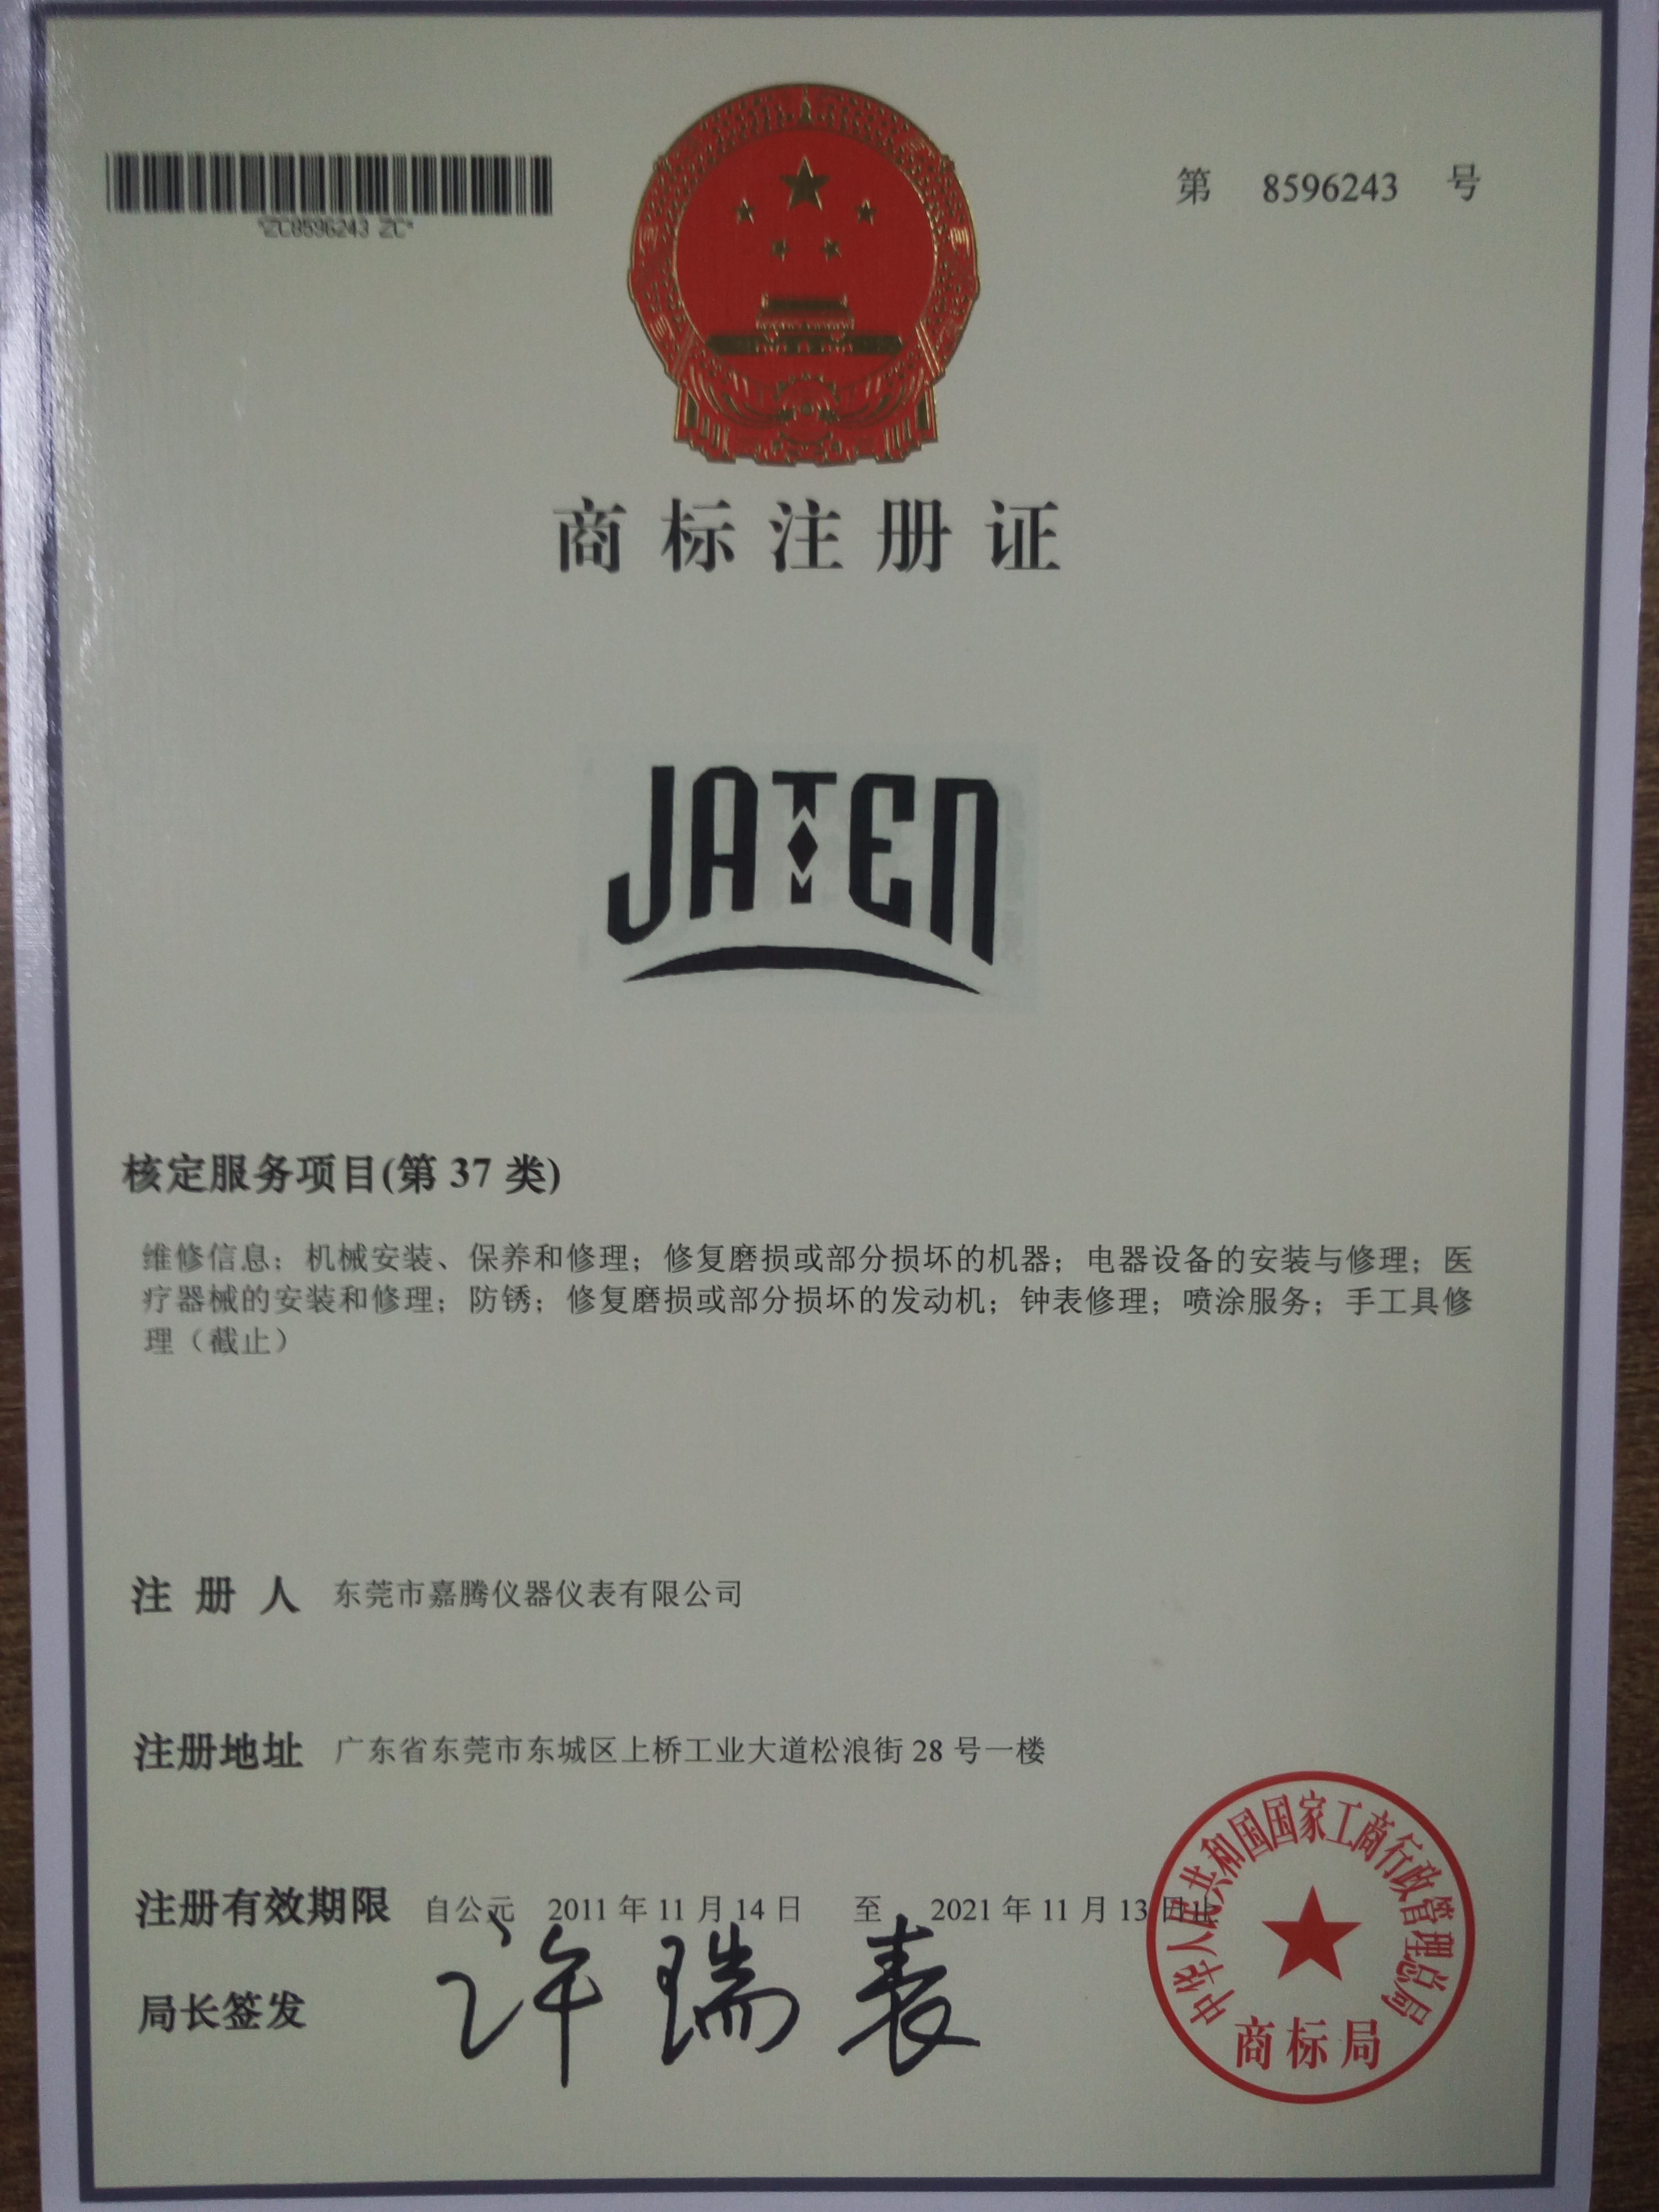 第 8596243 号
*ZC8596243 ZC*
商标注册证
JATEN
核定服务项目(第 37 类)
维修信息；机械安装、保养和修理；修复磨损或部分损坏的机器；电器设备的安装与修理；医
疗器械的安装和修理；防锈；修复磨损或部分损坏的发动机；钟表修理；喷涂服务；手工具修
理（截止）
注册人 东莞市嘉腾仪器仪表有限公司
注册地址 广东省东莞市东城区上桥工业大道松浪街 28 号一楼
注册有效期限 自公元 2011 年 11 月 14 日 至 2021 年 11 月 13 日止
局长签发 许瑞表
中华人民共和国国家工商行政管理总局
商标局